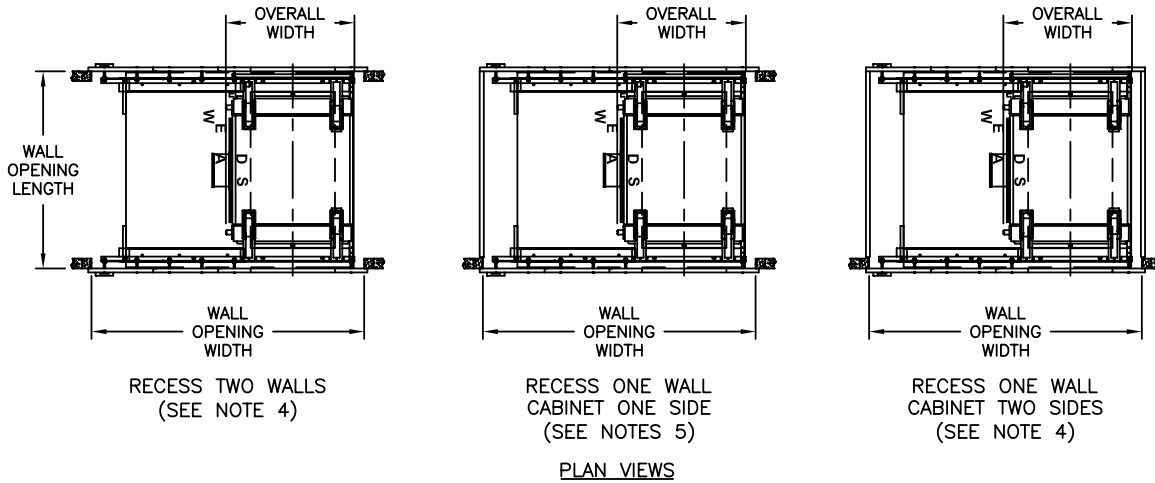 OVERALL
WIDTH
OVERALL
WIDTH
OVERALL
WIDTH
WALL
OPENING
LENGTH
W
E
A
D
S
W
E
A
D
S
W
E
A
D
S
WALL
OPENING
WIDTH
WALL
OPENING
WIDTH
WALL
OPENING
WIDTH
RECESS TWO WALLS
(SEE NOTE 4)
RECESS ONE WALL
CABINET ONE SIDE
(SEE NOTES 5)
RECESS ONE WALL
CABINET TWO SIDES
(SEE NOTE 4)
PLAN VIEWS